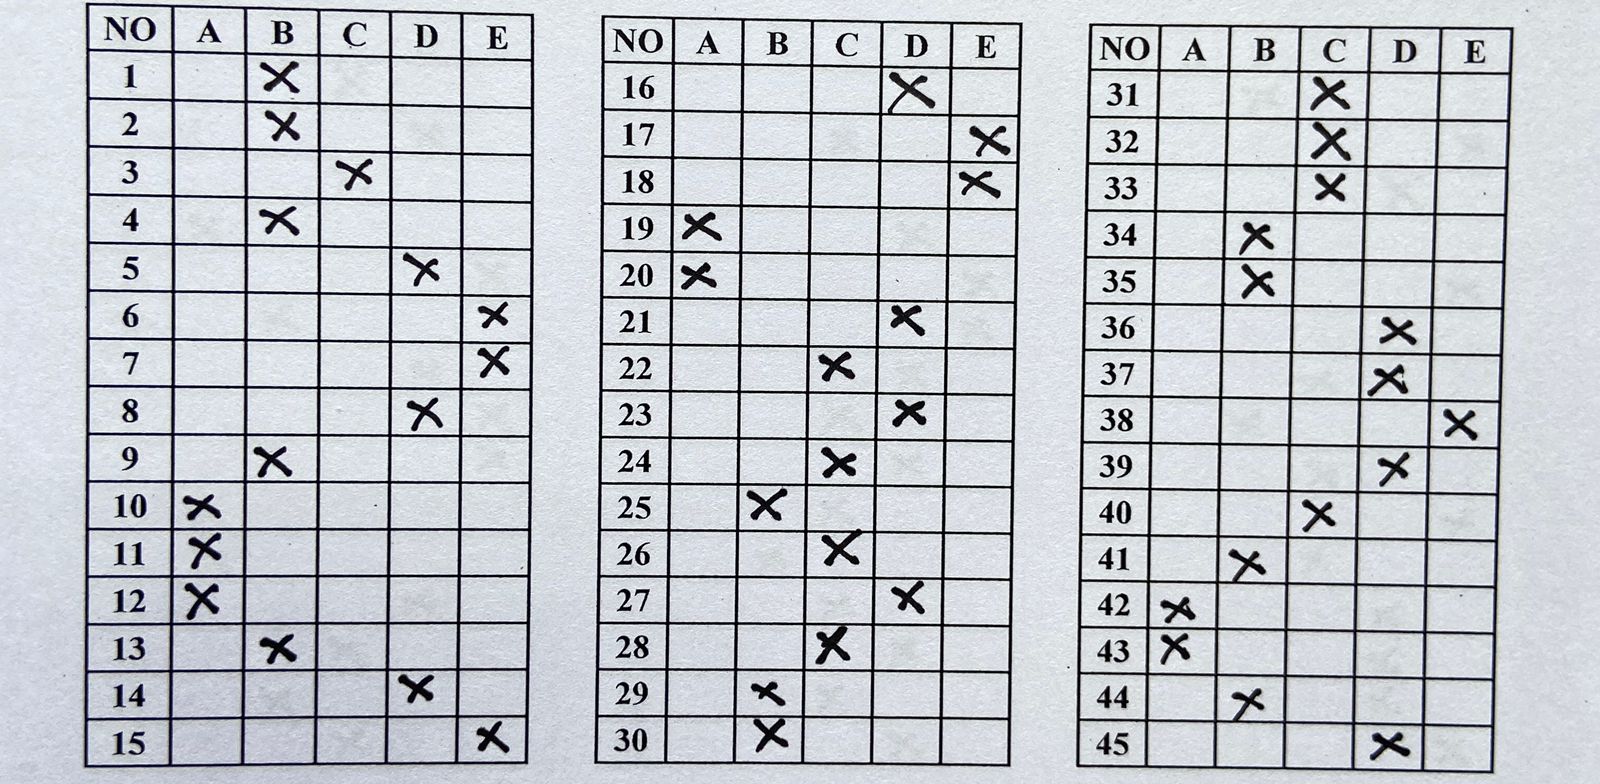 NO A B C D E
1 X
2 X
3 X
4 X
5 X
6 X
7 X
8 X
9 X
10 X
11 X
12 X
13 X
14 X
15 X
NO A B C D E
16 X
17 X
18 X
19 X
20 X
21 X
22 X
23 X
24 X
25 X
26 X
27 X
28 X
29 X
30 X
NO A B C D E
31 X
32 X
33 X
34 X
35 X
36 X
37 X
38 X
39 X
40 X
41 X
42 X
43 X
44 X
45 X